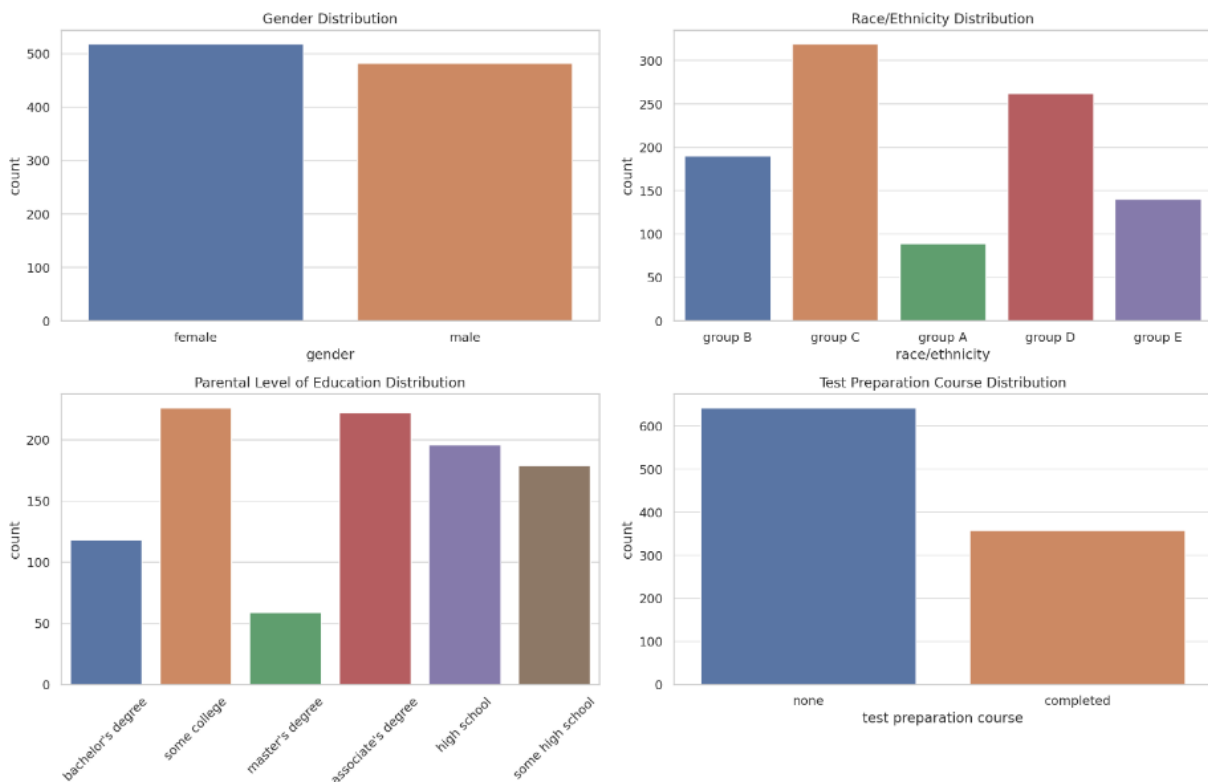 Gender Distribution
500
400
300
200
100
0
count
female male
gender
Race/Ethnicity Distribution
300
250
200
150
100
50
0
count
group B group C group A group D group E
race/ethnicity
Parental Level of Education Distribution
200
150
100
50
0
count
bachelor's degree
some college
master's degree
associate's degree
high school
some high school
Test Preparation Course Distribution
600
500
400
300
200
100
0
count
none completed
test preparation course